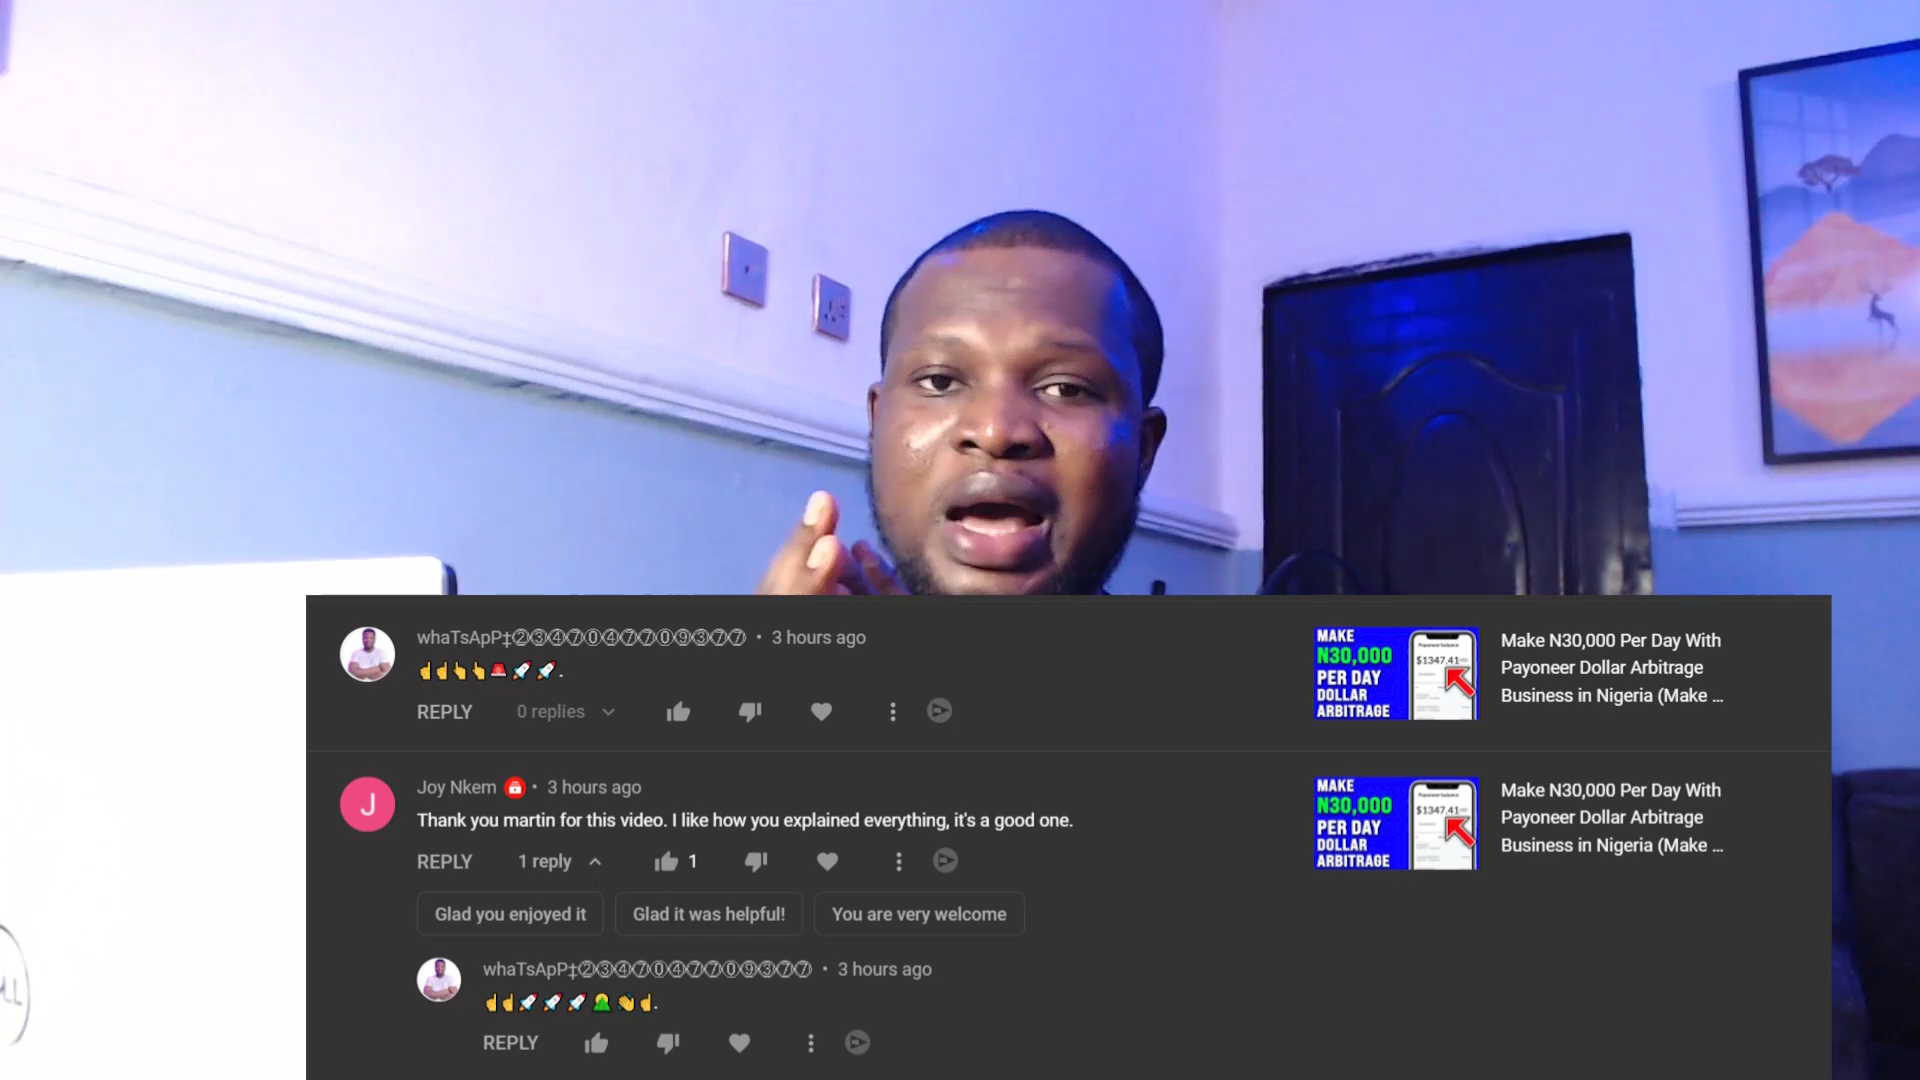 whaTsApP‡②③④⑦⓪④⑦⑦⓪⑨③⑦⑦ • 3 hours ago
☝☝👆👆🚨🚀🚀.
REPLY 0 replies
MAKE
N30,000
PER DAY
DOLLAR
ARBITRAGE
Payoneer balance
$1347.41
Make N30,000 Per Day With
Payoneer Dollar Arbitrage
Business in Nigeria (Make ...
Joy Nkem • 3 hours ago
Thank you martin for this video. I like how you explained everything, it's a good one.
REPLY 1 reply 1
Glad you enjoyed it Glad it was helpful! You are very welcome
MAKE
N30,000
PER DAY
DOLLAR
ARBITRAGE
Payoneer balance
$1347.41
Make N30,000 Per Day With
Payoneer Dollar Arbitrage
Business in Nigeria (Make ...
whaTsApP‡②③④⑦⓪④⑦⑦⓪⑨③⑦⑦ • 3 hours ago
☝☝🚀🚀🚀🤮👏☝.
REPLY
J